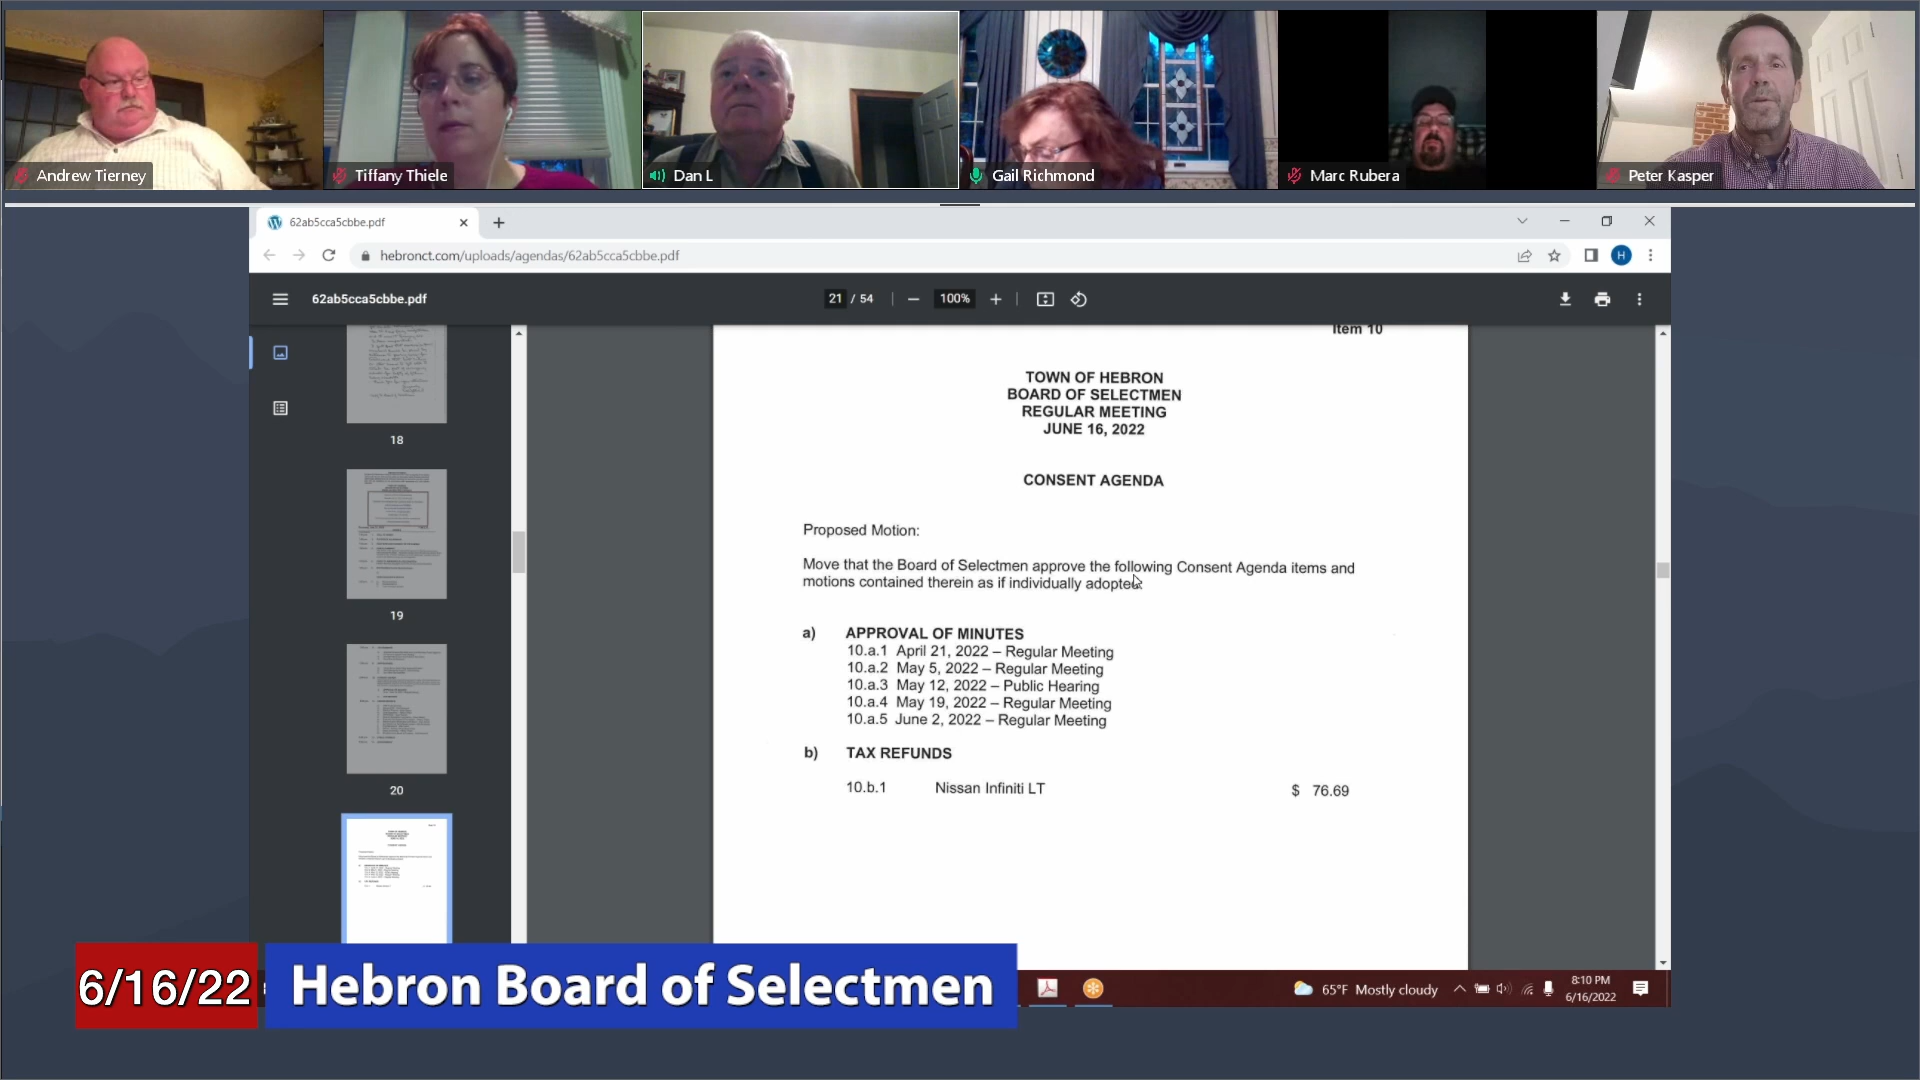 Andrew Tierney
Tiffany Thiele
Dan L
Gail Richmond
Marc Rubera
Peter Kasper
62ab5cca5cbbe.pdf
hebronct.com/uploads/agendas/62ab5cca5cbbe.pdf
H
62ab5cca5cbbe.pdf
21 / 54
100%
18
19
20
Item 10
TOWN OF HEBRON
BOARD OF SELECTMEN
REGULAR MEETING
JUNE 16, 2022
CONSENT AGENDA
Proposed Motion:
Move that the Board of Selectmen approve the following Consent Agenda items and
motions contained therein as if individually adopted:
a) APPROVAL OF MINUTES
10.a.1 April 21, 2022 – Regular Meeting
10.a.2 May 5, 2022 – Regular Meeting
10.a.3 May 12, 2022 – Public Hearing
10.a.4 May 19, 2022 – Regular Meeting
10.a.5 June 2, 2022 – Regular Meeting
b) TAX REFUNDS
10.b.1 Nissan Infiniti LT $ 76.69
6/16/22
Hebron Board of Selectmen
65°F Mostly cloudy
8:10 PM
6/16/2022